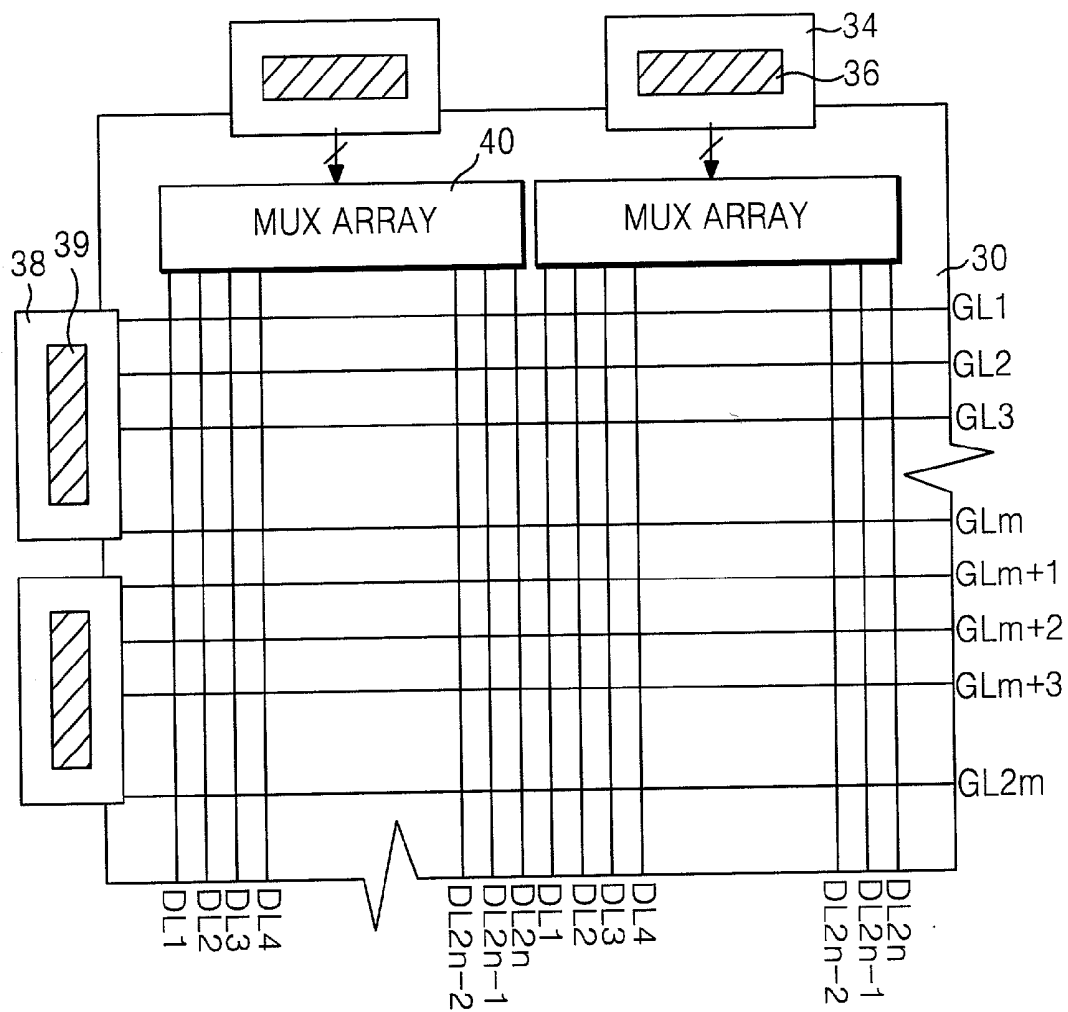 34
36
40
MUX ARRAY
MUX ARRAY
39
38
30
GL1
GL2
GL3
GLm
GLm+1
GLm+2
GLm+3
GL2m
DL1
DL2
DL3
DL4
DL2n-2
DL2n-1
DL2n
DL1
DL2
DL3
DL4
DL2n-2
DL2n-1
DL2n